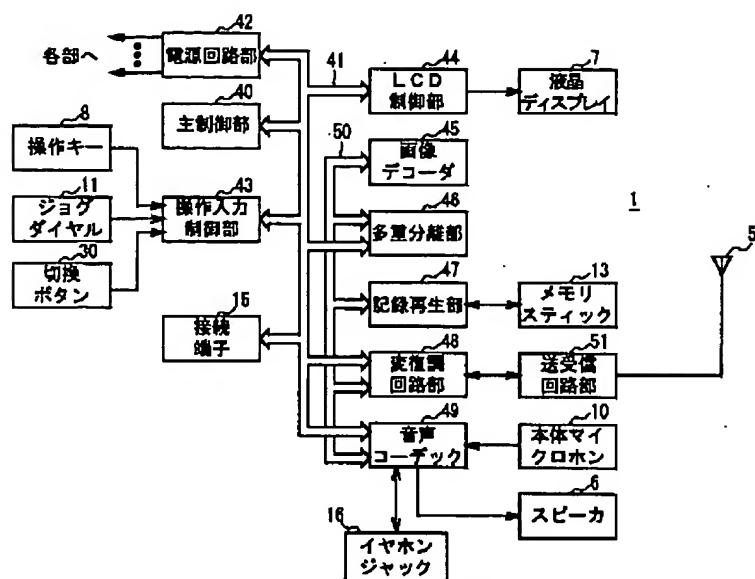 42
電源回路部
各部へ
41
44
LCD
制御部
7
液晶
ディスプレイ
40
主制御部
8
操作キー
50
45
画像
デコーダ
11
ジョグ
ダイヤル
43
操作入力
制御部
46
多重分離部
1
5
30
切換
ボタン
47
記録再生部
13
メモリ
スティック
15
接続
端子
48
変復調
回路部
51
送受信
回路部
49
音声
コーデック
10
本体マイ
クロホン
6
スピーカ
16
イヤホン
ジャック